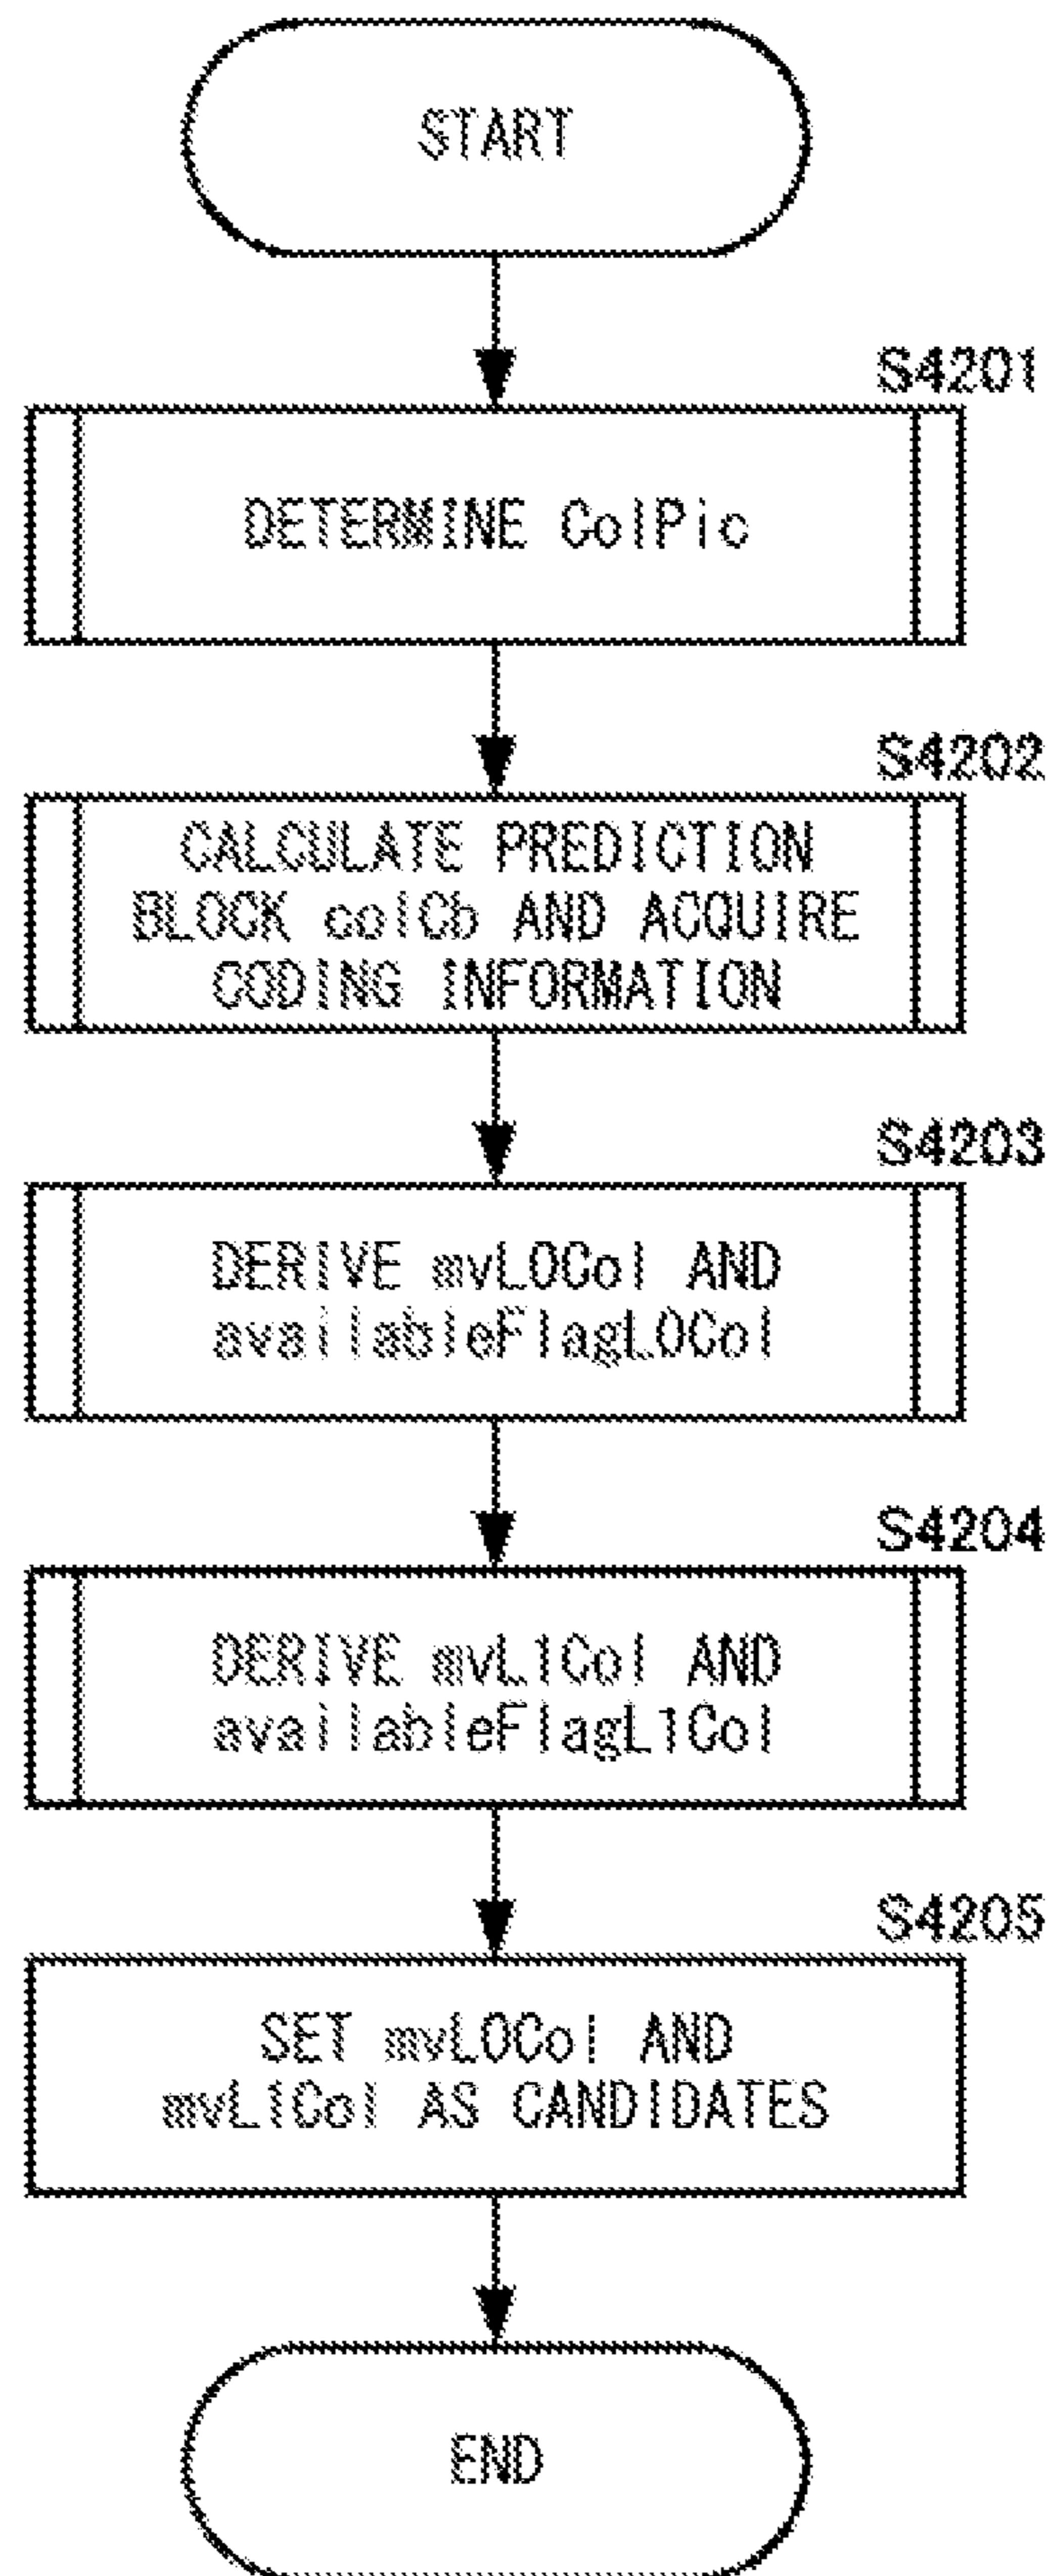 START
S4201
DETERMINE ColPic
S4202
CALCULATE PREDICTION
BLOCK colCb AND ACQUIRE
CODING INFORMATION
S4203
DERIVE mvL0Col AND
availableFlagL0Col
S4204
DERIVE mvL1Col AND
availableFlagL1Col
S4205
SET mvL0Col AND
mvL1Col AS CANDIDATES
END